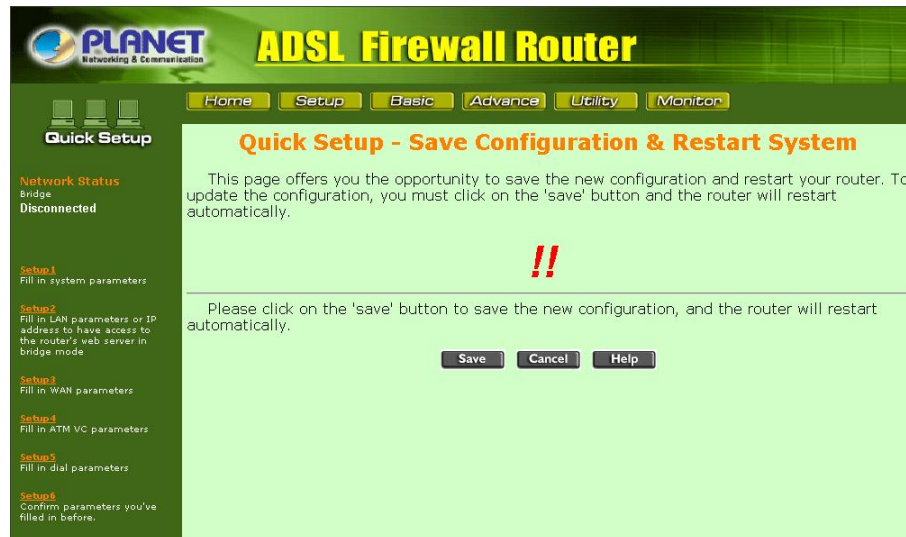 PLANET
Networking & Communication
ADSL Firewall Router
Home Setup Basic Advance Utility Monitor
Quick Setup
Network Status
Bridge
Disconnected
Setup1
Fill in system parameters
Setup2
Fill in LAN parameters or IP
address to have access to
the router's web server in
bridge mode
Setup3
Fill in WAN parameters
Setup4
Fill in ATM VC parameters
Setup5
Fill in dial parameters
Setup6
Confirm parameters you've
filled in before.
Quick Setup - Save Configuration & Restart System
This page offers you the opportunity to save the new configuration and restart your router. To
update the configuration, you must click on the 'save' button and the router will restart
automatically.
!!
Please click on the 'save' button to save the new configuration, and the router will restart
automatically.
Save Cancel Help